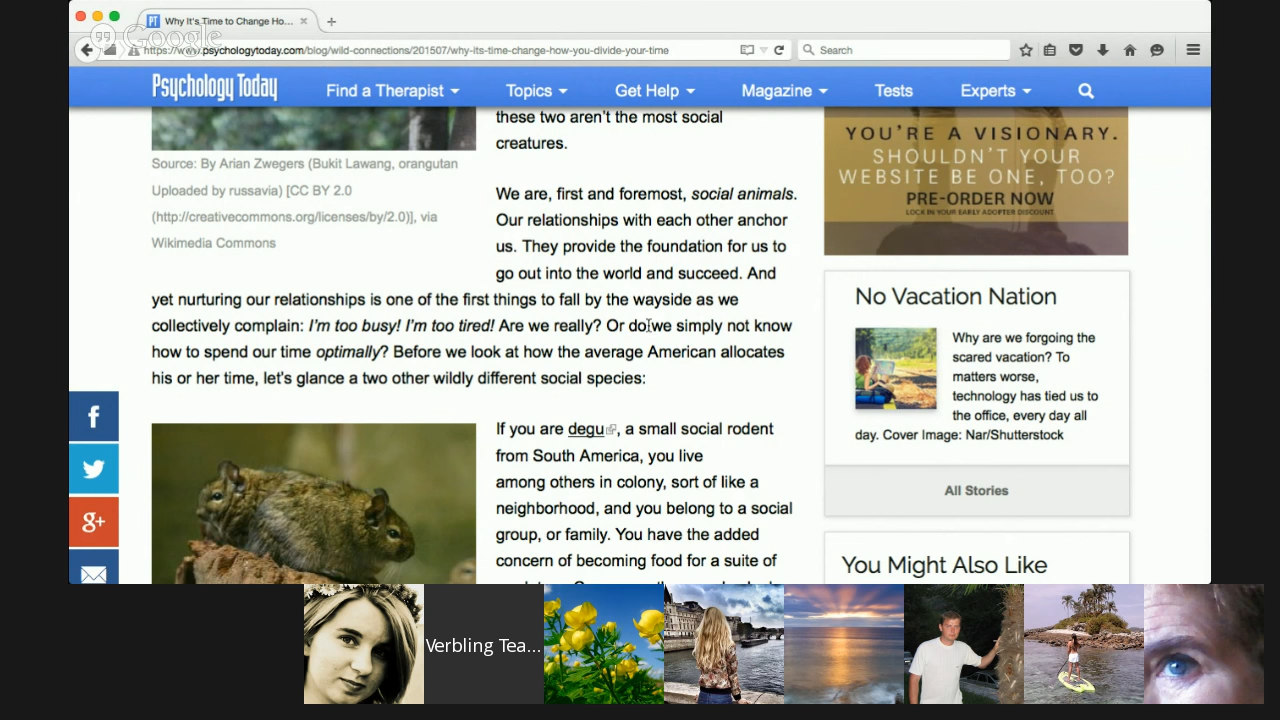 Why It's Time to Change Ho...
Google
https://www.psychologytoday.com/blog/wild-connections/201507/why-its-time-change-how-you-divide-your-time
Search
Psychology Today
Find a Therapist
Topics
Get Help
Magazine
Tests
Experts
these two aren't the most social
creatures.
Source: By Arian Zwegers (Bukit Lawang, orangutan
Uploaded by russavia) [CC BY 2.0
(http://creativecommons.org/licenses/by/2.0)], via
Wikimedia Commons
We are, first and foremost, social animals.
Our relationships with each other anchor
us. They provide the foundation for us to
go out into the world and succeed. And
yet nurturing our relationships is one of the first things to fall by the wayside as we
collectively complain: I'm too busy! I'm too tired! Are we really? Or do we simply not know
how to spend our time optimally? Before we look at how the average American allocates
his or her time, let's glance a two other wildly different social species:
If you are degu, a small social rodent
from South America, you live
among others in colony, sort of like a
neighborhood, and you belong to a social
group, or family. You have the added
concern of becoming food for a suite of
YOU'RE A VISIONARY.
SHOULDN'T YOUR
WEBSITE BE ONE, TOO?
PRE-ORDER NOW
LOCK IN YOUR EARLY ADOPTER DISCOUNT
No Vacation Nation
Why are we forgoing the
scared vacation? To
matters worse,
technology has tied us to
the office, every day all
day. Cover Image: Nar/Shutterstock
All Stories
You Might Also Like
Verbling Tea...